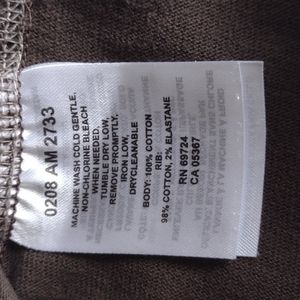 0208 AM 2733
MACHINE WASH COLD GENTLE.
NON-CHLORINE BLEACH
WHEN NEEDED.
TUMBLE DRY LOW.
REMOVE PROMPTLY.
IRON LOW.
DRYCLEANABLE
BODY: 100% COTTON
RIB:
98% COTTON, 2% ELASTANE
RN 69724
CA 05367